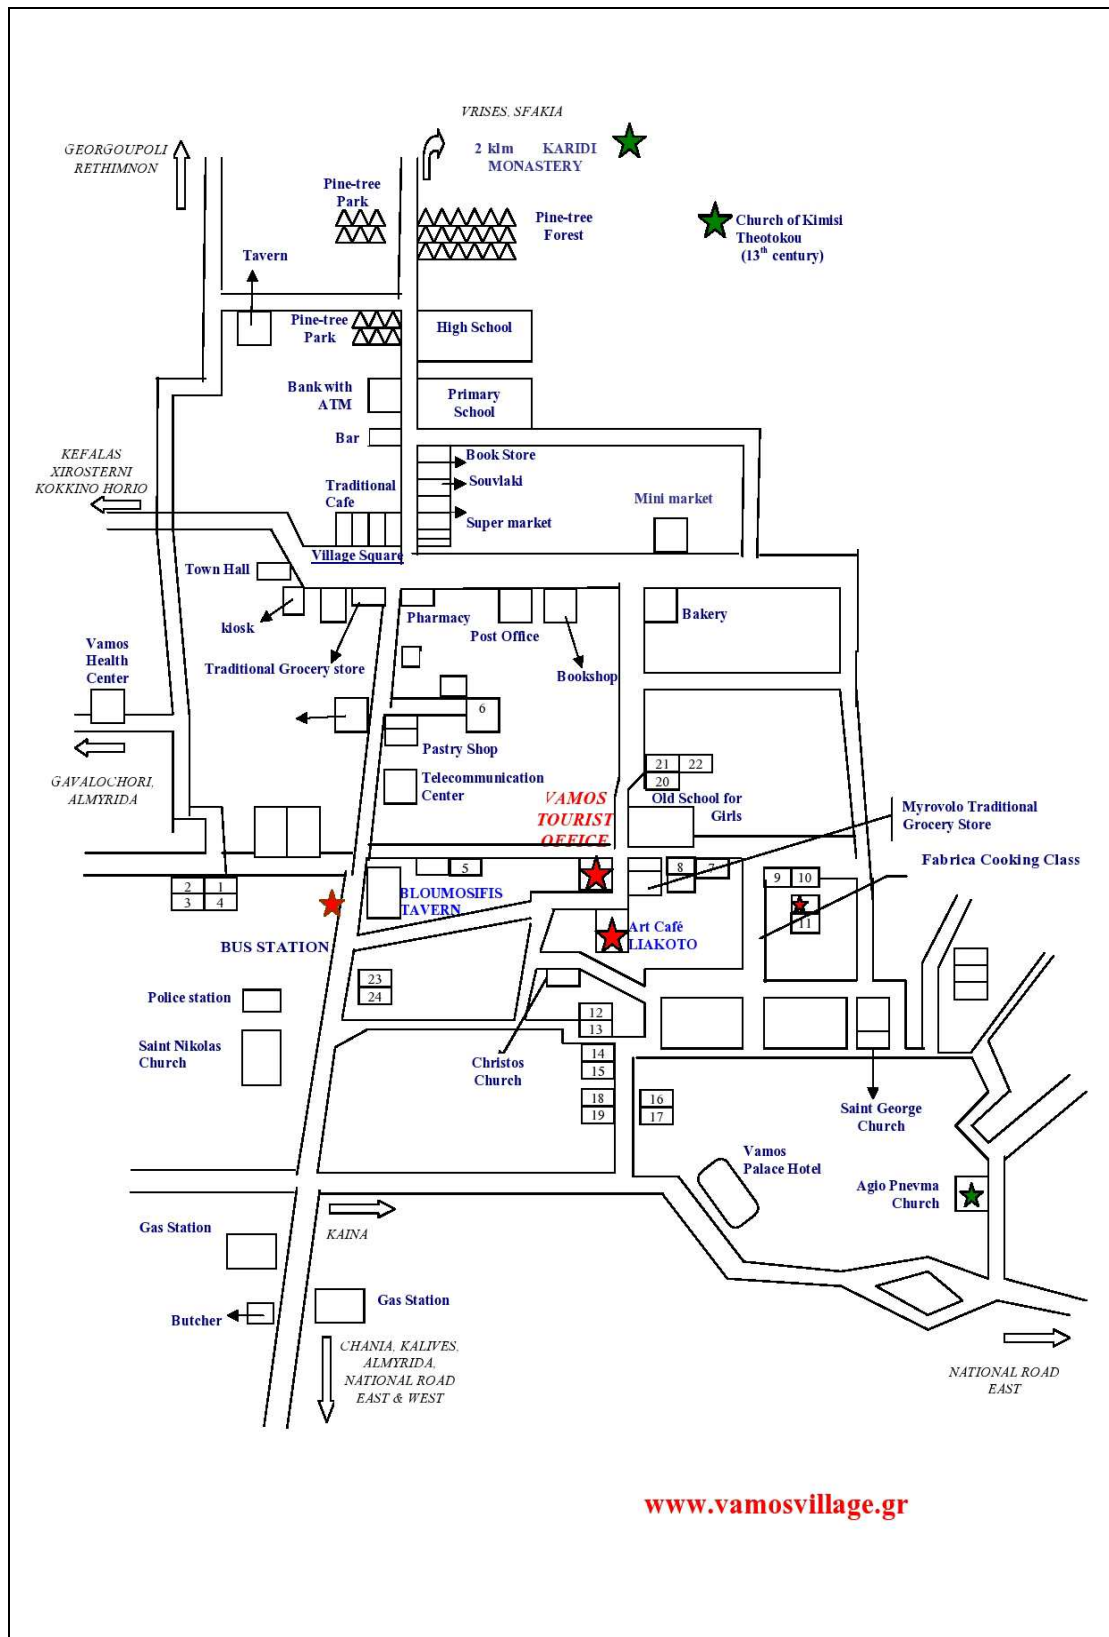 VRISES, SFAKIA
2 klm KARIDI
MONASTERY
GEORGOUPOLI
RETHIMNON
Pine-tree
Park
Pine-tree
Forest
Church of Kimisi
Theotokou
(13th century)
Tavern
Pine-tree
Park
High School
Bank with
ATM
Primary
School
Bar
Book Store
KEFALAS
XIROSTERNI
KOKKINO HORIO
Souvlaki
Traditional
Cafe
Mini market
Super market
Village Square
Town Hall
kiosk
Pharmacy
Post Office
Bakery
Vamos
Health
Center
Traditional Grocery store
Bookshop
6
Pastry Shop
GAVALOCHORI,
ALMYRIDA
Telecommunication
Center
21 22
20
VAMOS
TOURIST
OFFICE
Old School for
Girls
Myrovolo Traditional
Grocery Store
Fabrica Cooking Class
5
8 7
9 10
2 1
3 4
BLOUMOSIFIS
TAVERN
11
Art Café
LIAKOTO
BUS STATION
23
24
Police station
12
13
Saint Nikolas
Church
Christos
Church
14
15
18
19
16
17
Saint George
Church
Vamos
Palace Hotel
Agio Pnevma
Church
Gas Station
KAINA
Gas Station
Butcher
CHANIA, KALIVES,
ALMYRIDA,
NATIONAL ROAD
EAST & WEST
NATIONAL ROAD
EAST
www.vamosvillage.gr